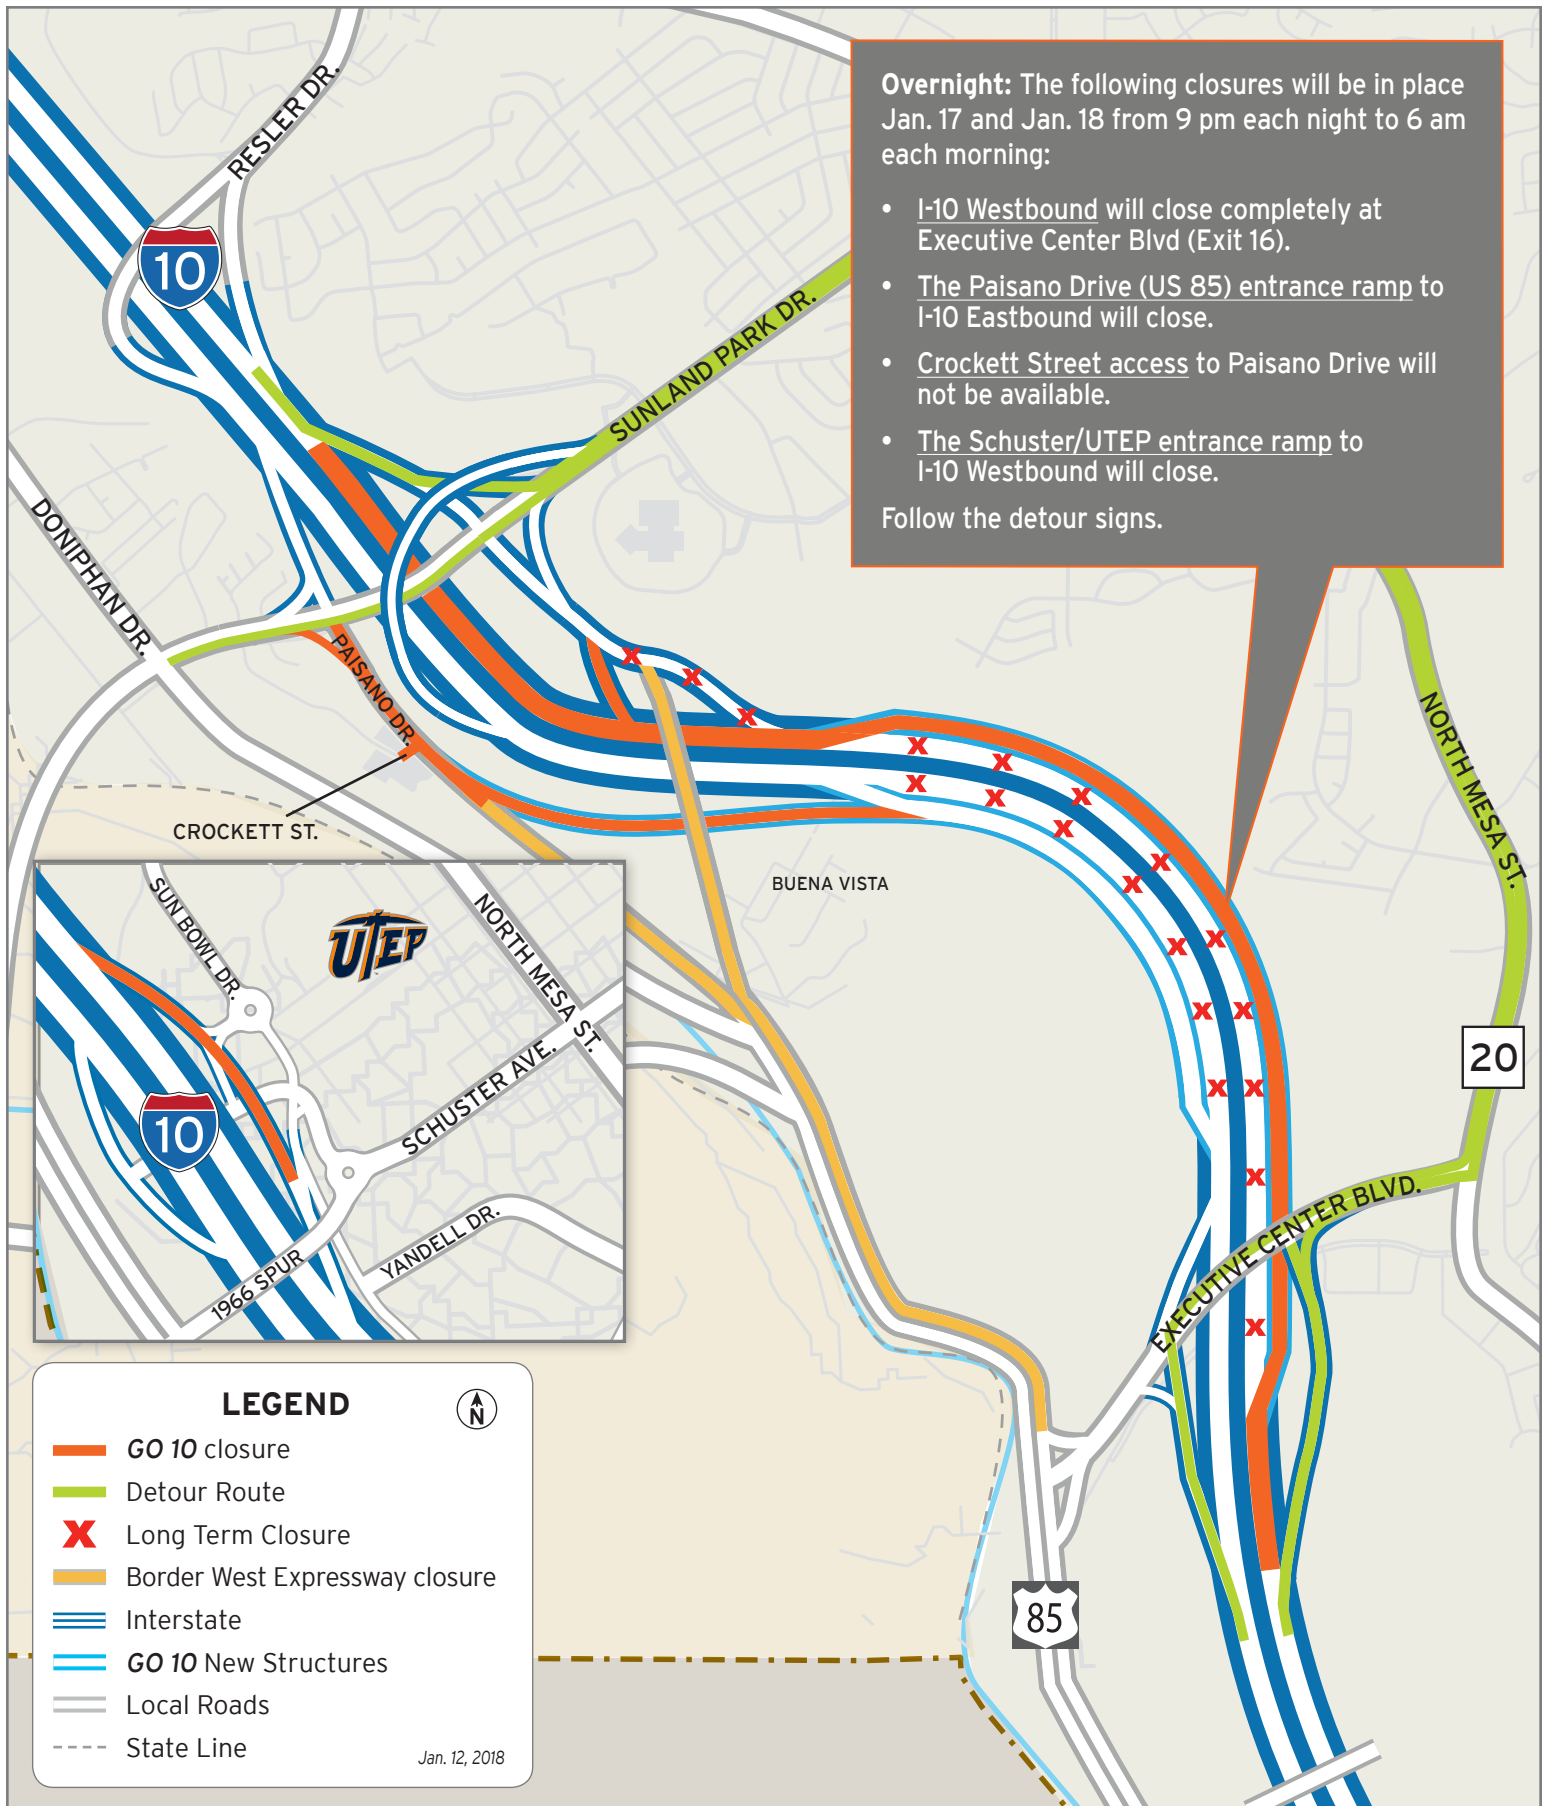 RESLER DR.
10
Overnight: The following closures will be in place
Jan. 17 and Jan. 18 from 9 pm each night to 6 am
each morning:
• I-10 Westbound will close completely at
Executive Center Blvd (Exit 16).
• The Paisano Drive (US 85) entrance ramp to
I-10 Eastbound will close.
• Crockett Street access to Paisano Drive will
not be available.
• The Schuster/UTEP entrance ramp to
I-10 Westbound will close.
Follow the detour signs.
SUNLAND PARK DR.
DONIPHAN DR.
PAISANO DR.
CROCKETT ST.
BUENA VISTA
NORTH MESA ST.
20
EXECUTIVE CENTER BLVD.
85
SUN BOWL DR.
UTEP
NORTH MESA ST.
SCHUSTER AVE.
10
YANDELL DR.
1966 SPUR
LEGEND
N
GO 10 closure
Detour Route
X Long Term Closure
Border West Expressway closure
Interstate
GO 10 New Structures
Local Roads
State Line
Jan. 12, 2018